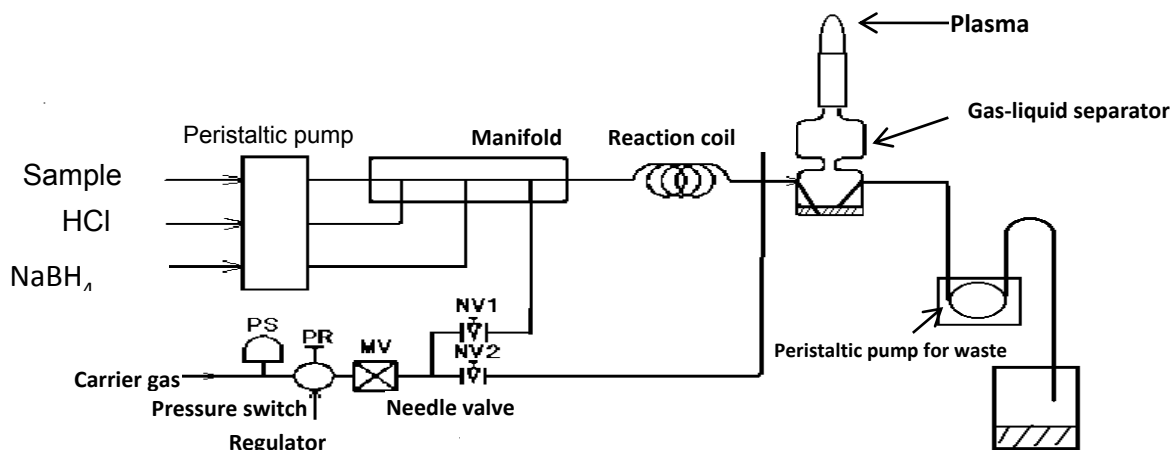 Plasma
Gas-liquid separator
Peristaltic pump
Manifold
Reaction coil
Sample
HCl
NaBH4
NV1
PS
PR
MV
NV2
Carrier gas
Pressure switch
Needle valve
Regulator
Peristaltic pump for waste